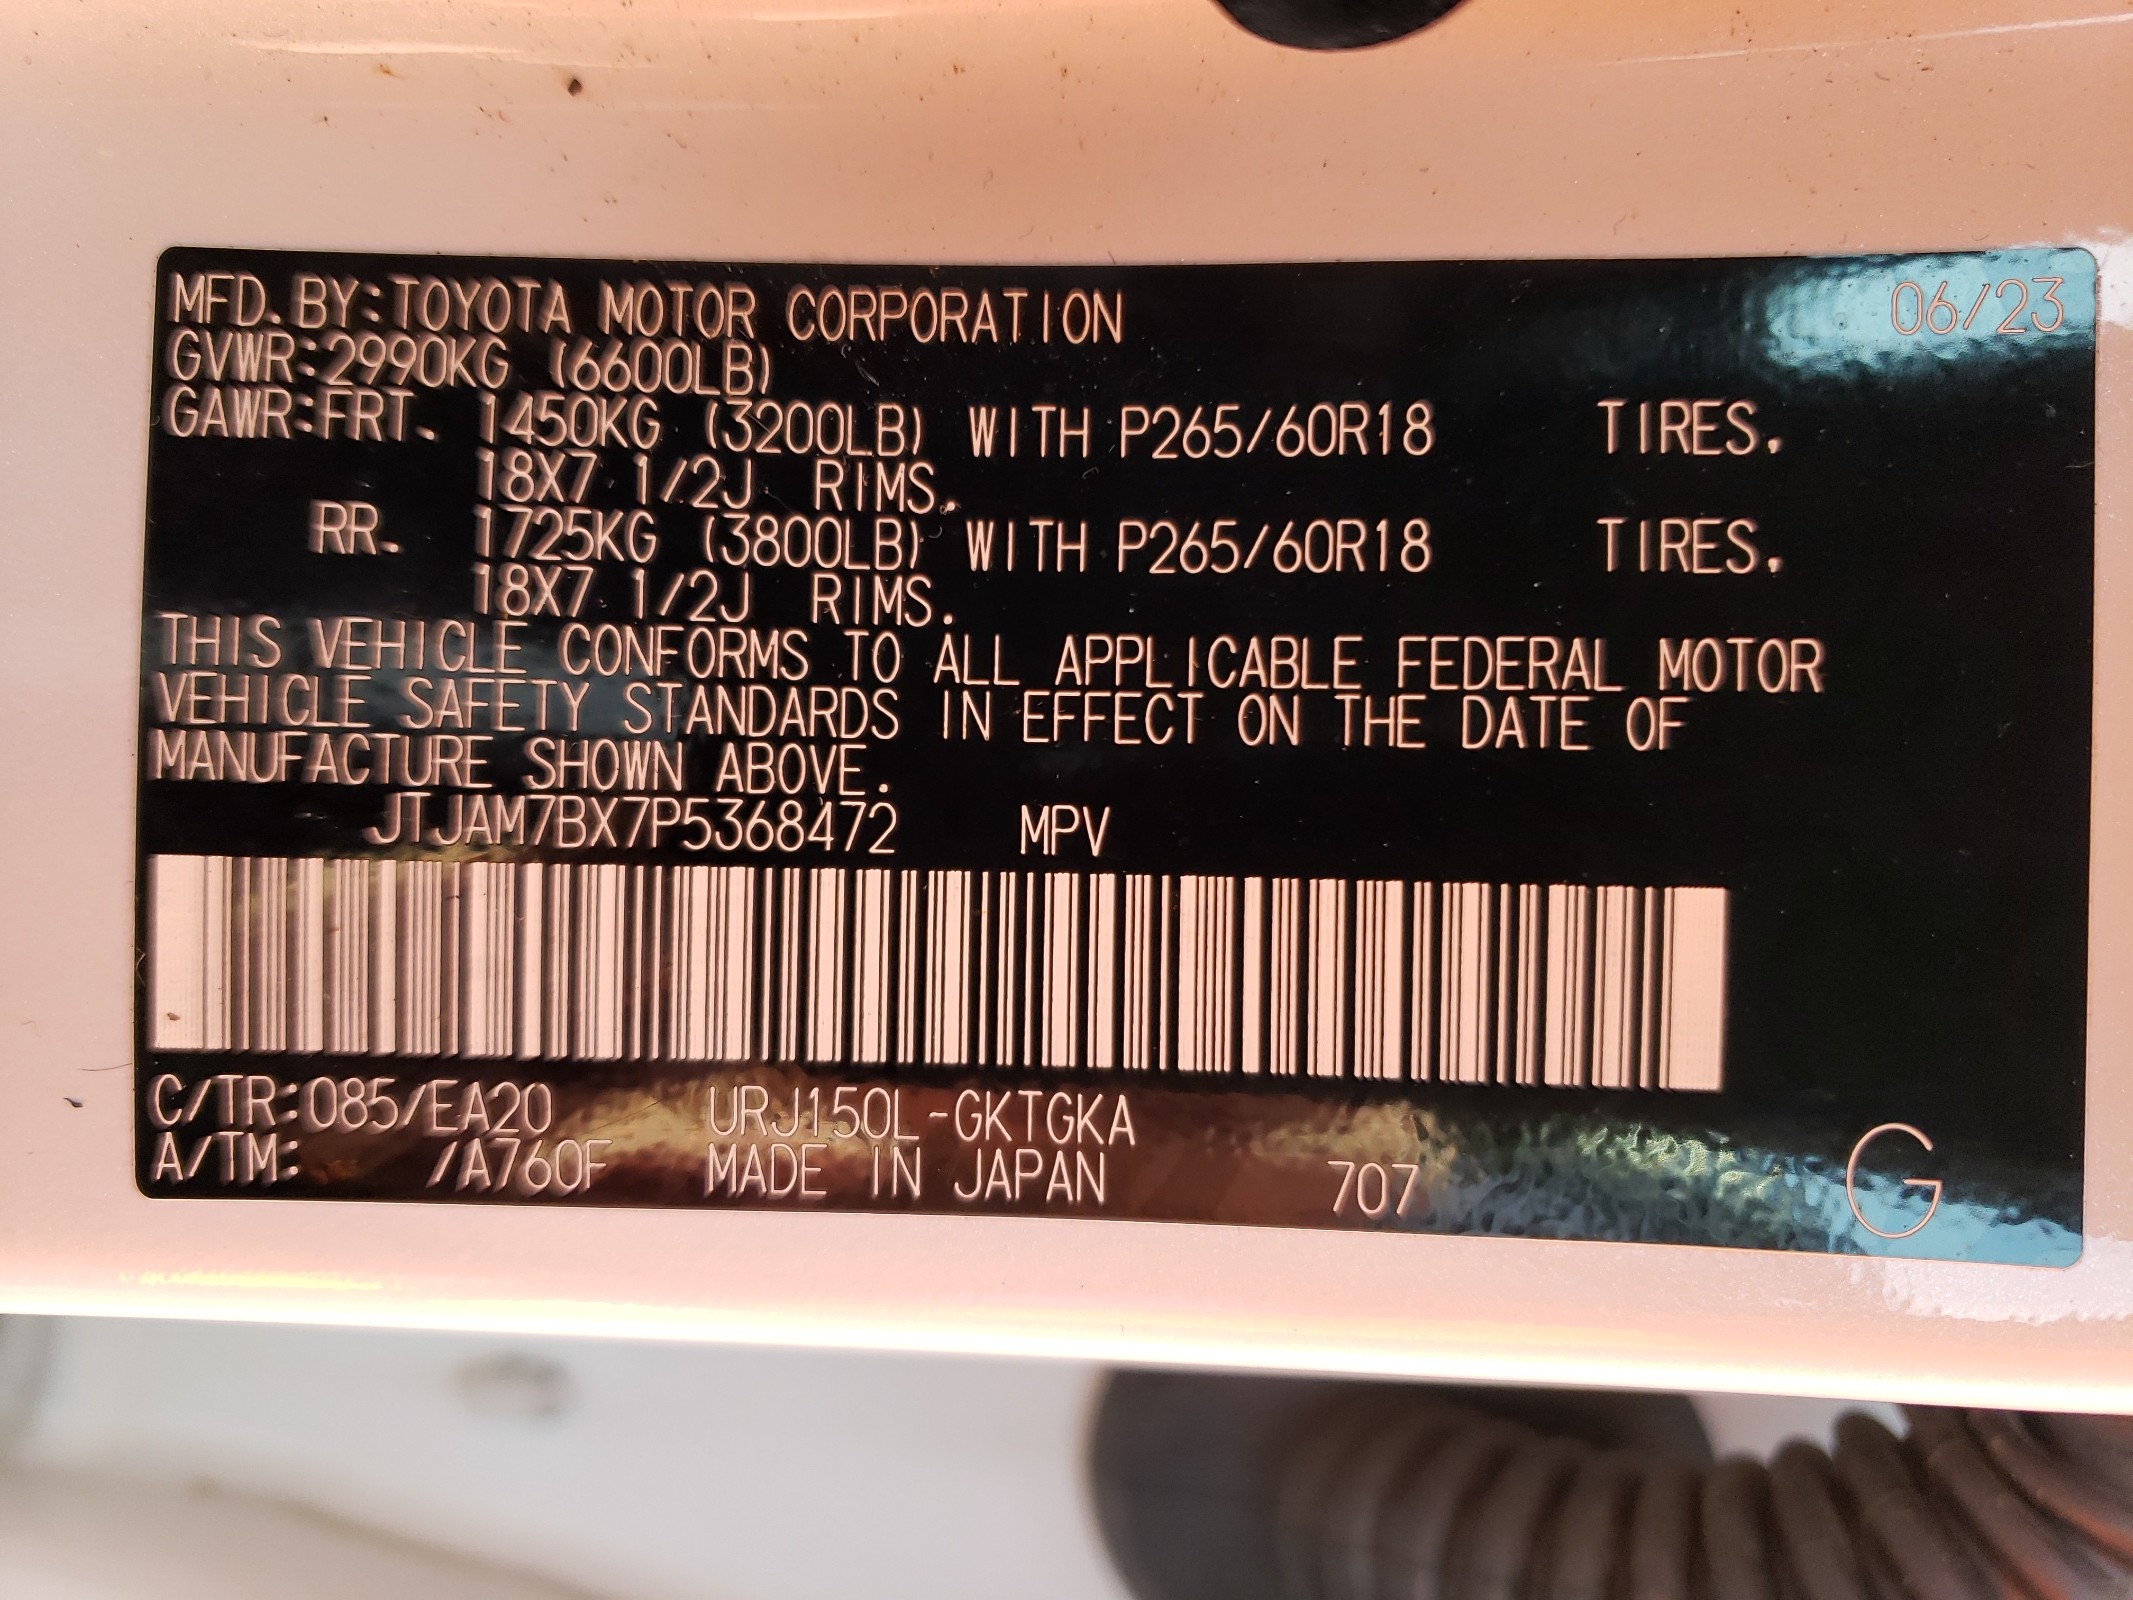 MFD.BY:TOYOTA MOTOR CORPORATION 06/23
GVWR:2990KG (6600LB)
GAWR:FRT. 1450KG (3200LB) WITH P265/60R18 TIRES,
18X7 1/2J RIMS.
RR. 1725KG (3800LB) WITH P265/60R18 TIRES,
18X7 1/2J RIMS.
THIS VEHICLE CONFORMS TO ALL APPLICABLE FEDERAL MOTOR
VEHICLE SAFETY STANDARDS IN EFFECT ON THE DATE OF
MANUFACTURE SHOWN ABOVE.
JTJAM7BX7P5368472 MPV
C/TR:085/EA20 URJ150L-GKTGKA
A/TM: /A760F MADE IN JAPAN 707 G